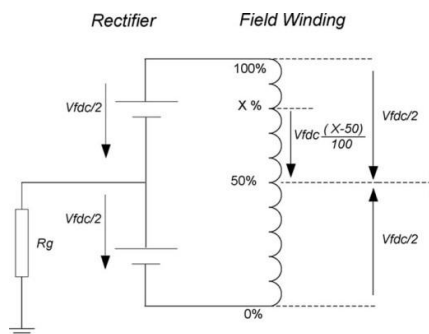 Rectifier
Field Winding
100%
Vfdc/2
X %
Vfdc (X-50)/100
Vfdc/2
50%
Vfdc/2
Rg
Vfdc/2
0%